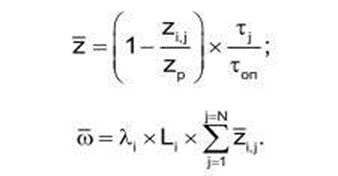 z̅ = (1 − z_{i,j} / z_p) × τ_j / τ_{оп};
ω̅ = λ_i × L_i × ∑_{j=1}^{j=N} z̅_{i,j}.